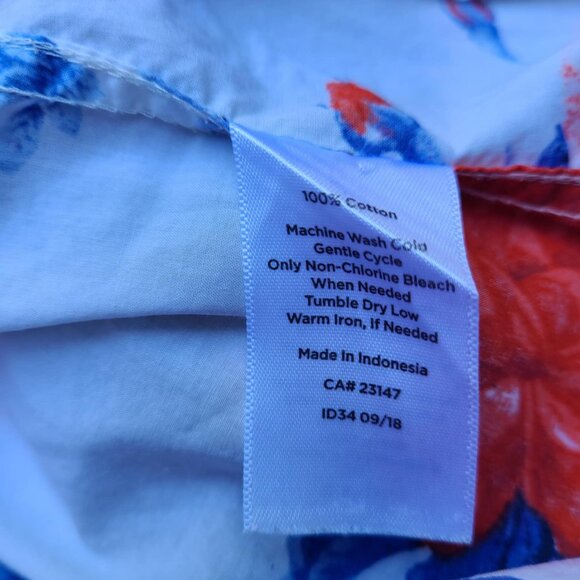 100% Cotton
Machine Wash Cold
Gentle Cycle
Only Non-Chlorine Bleach
When Needed
Tumble Dry Low
Warm Iron, If Needed
Made In Indonesia
CA# 23147
ID34 09/18